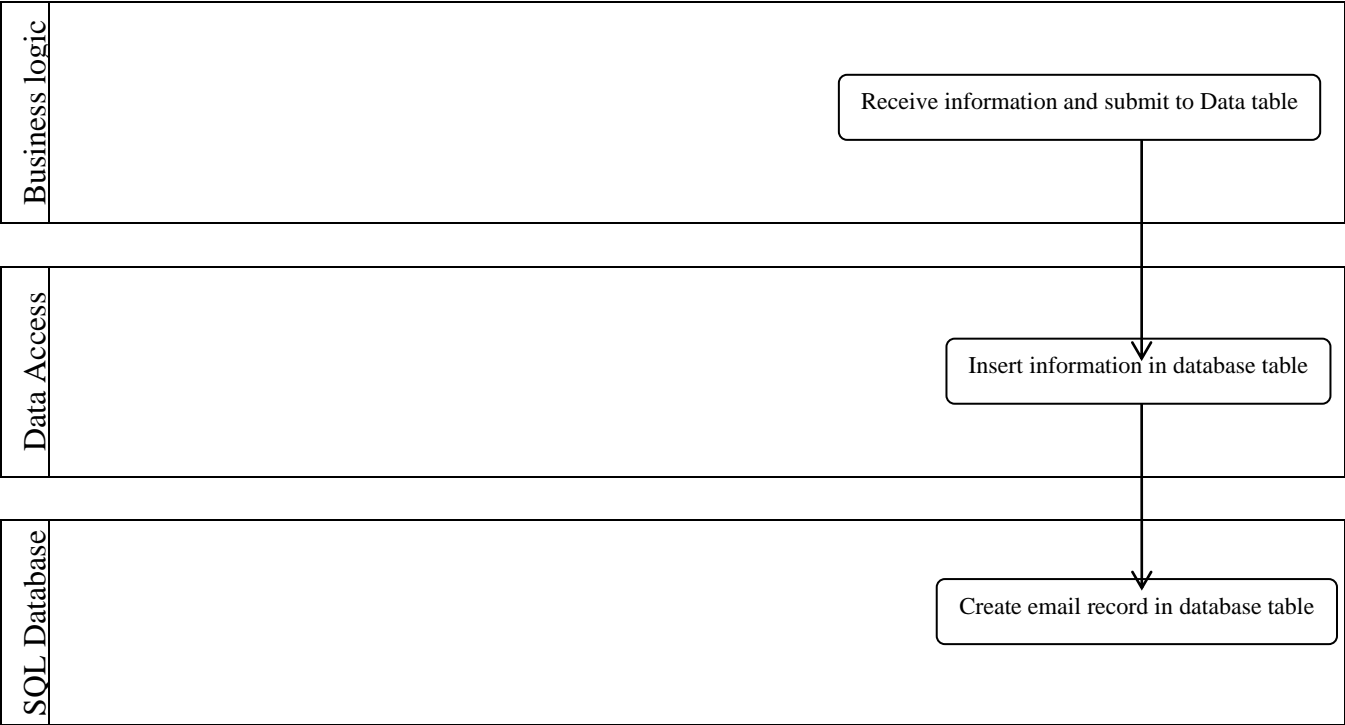 Business logic
Receive information and submit to Data table
Data Access
Insert information in database table
SQL Database
Create email record in database table